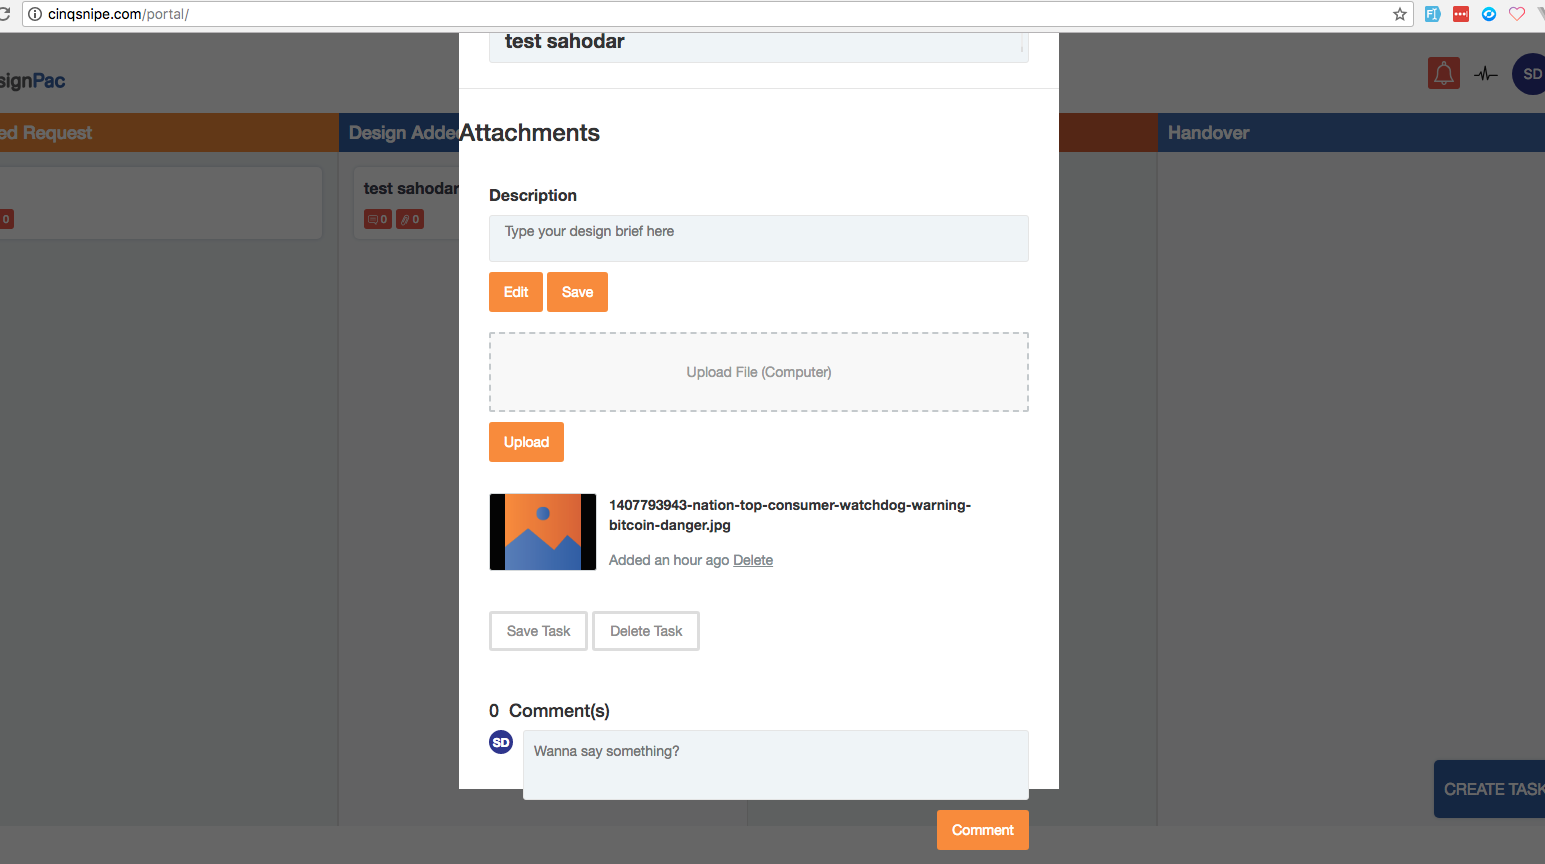 cinqsnipe.com/portal/
test sahodar
signPac
SD
ed Request
Design Adde
Handover
Attachments
test sahodar
0
0
0
Description
Type your design brief here
Edit
Save
Upload File (Computer)
Upload
1407793943-nation-top-consumer-watchdog-warning-
bitcoin-danger.jpg
Added an hour ago Delete
Save Task
Delete Task
0 Comment(s)
SD
Wanna say something?
CREATE TASK
Comment